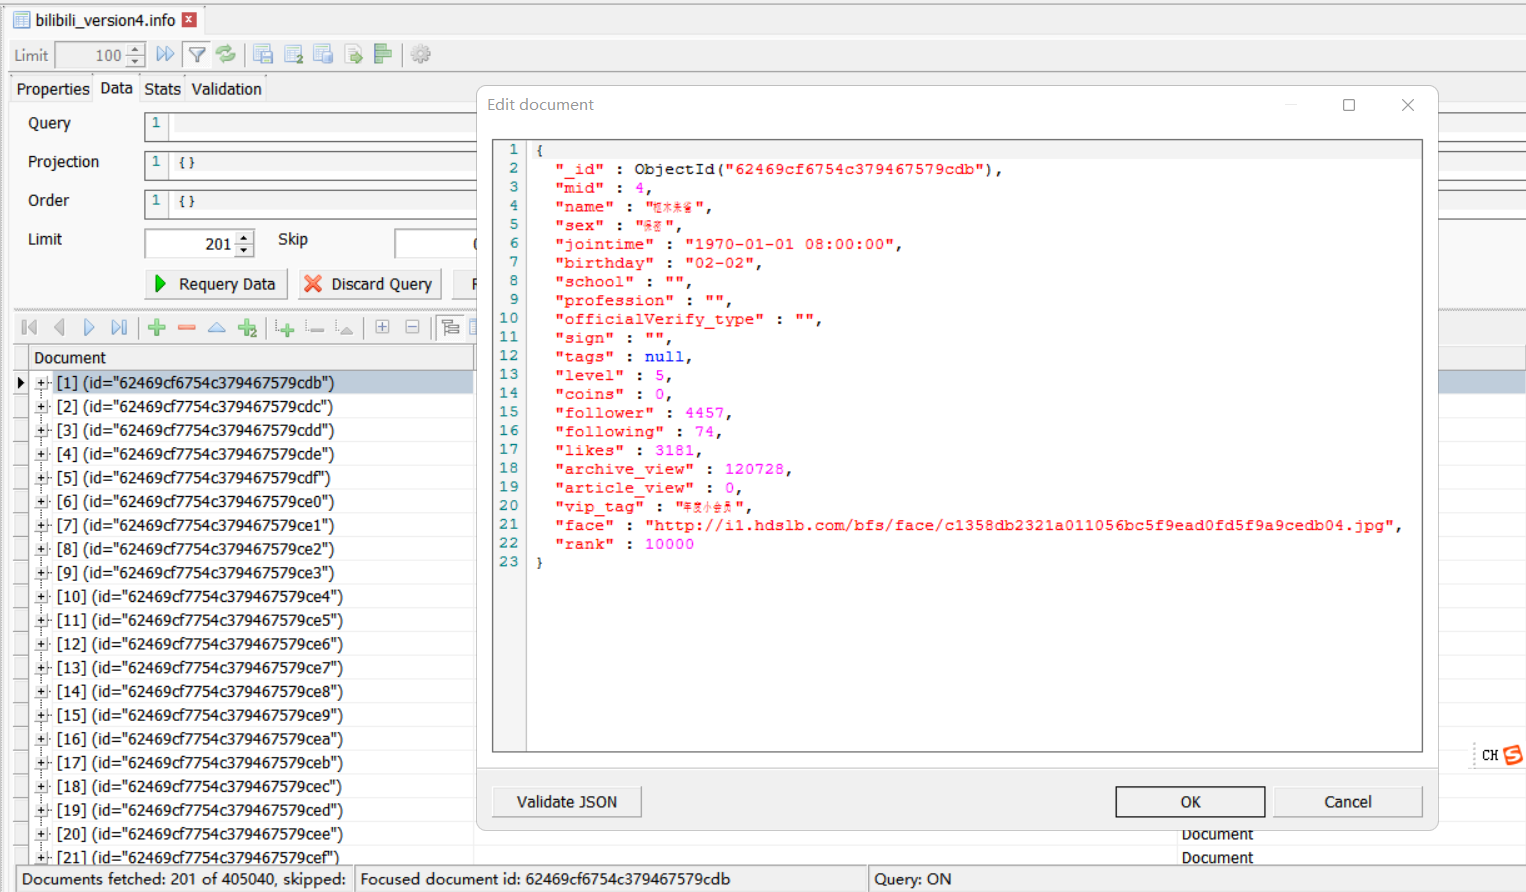 bilibili_version4.info
Limit 100
Properties Data Stats Validation
Query 1
Projection 1 {}
Order 1 {}
Limit 201 Skip
Requery Data Discard Query
Document
[1] (id="62469cf6754c379467579cdb")
[2] (id="62469cf7754c379467579cdc")
[3] (id="62469cf7754c379467579cdd")
[4] (id="62469cf7754c379467579cde")
[5] (id="62469cf7754c379467579cdf")
[6] (id="62469cf7754c379467579ce0")
[7] (id="62469cf7754c379467579ce1")
[8] (id="62469cf7754c379467579ce2")
[9] (id="62469cf7754c379467579ce3")
[10] (id="62469cf7754c379467579ce4")
[11] (id="62469cf7754c379467579ce5")
[12] (id="62469cf7754c379467579ce6")
[13] (id="62469cf7754c379467579ce7")
[14] (id="62469cf7754c379467579ce8")
[15] (id="62469cf7754c379467579ce9")
[16] (id="62469cf7754c379467579cea")
[17] (id="62469cf7754c379467579ceb")
[18] (id="62469cf7754c379467579cec")
[19] (id="62469cf7754c379467579ced")
[20] (id="62469cf7754c379467579cee")
[21] (id="62469cf7754c379467579cef")
Edit document
1 {
2 "_id" : ObjectId("62469cf6754c379467579cdb"),
3 "mid" : 4,
4 "name" : "",
5 "sex" : "保密",
6 "jointime" : "1970-01-01 08:00:00",
7 "birthday" : "02-02",
8 "school" : "",
9 "profession" : "",
10 "officialVerify_type" : "",
11 "sign" : "",
12 "tags" : null,
13 "level" : 5,
14 "coins" : 0,
15 "follower" : 4457,
16 "following" : 74,
17 "likes" : 3181,
18 "archive_view" : 120728,
19 "article_view" : 0,
20 "vip_tag" : "年度小会员",
21 "face" : "http://i1.hdslb.com/bfs/face/c1358db2321a011056bc5f9ead0fd5f9a9cedb04.jpg",
22 "rank" : 10000
23 }
Validate JSON OK Cancel
CH
Document
Document
Documents fetched: 201 of 405040, skipped: Focused document id: 62469cf6754c379467579cdb Query: ON